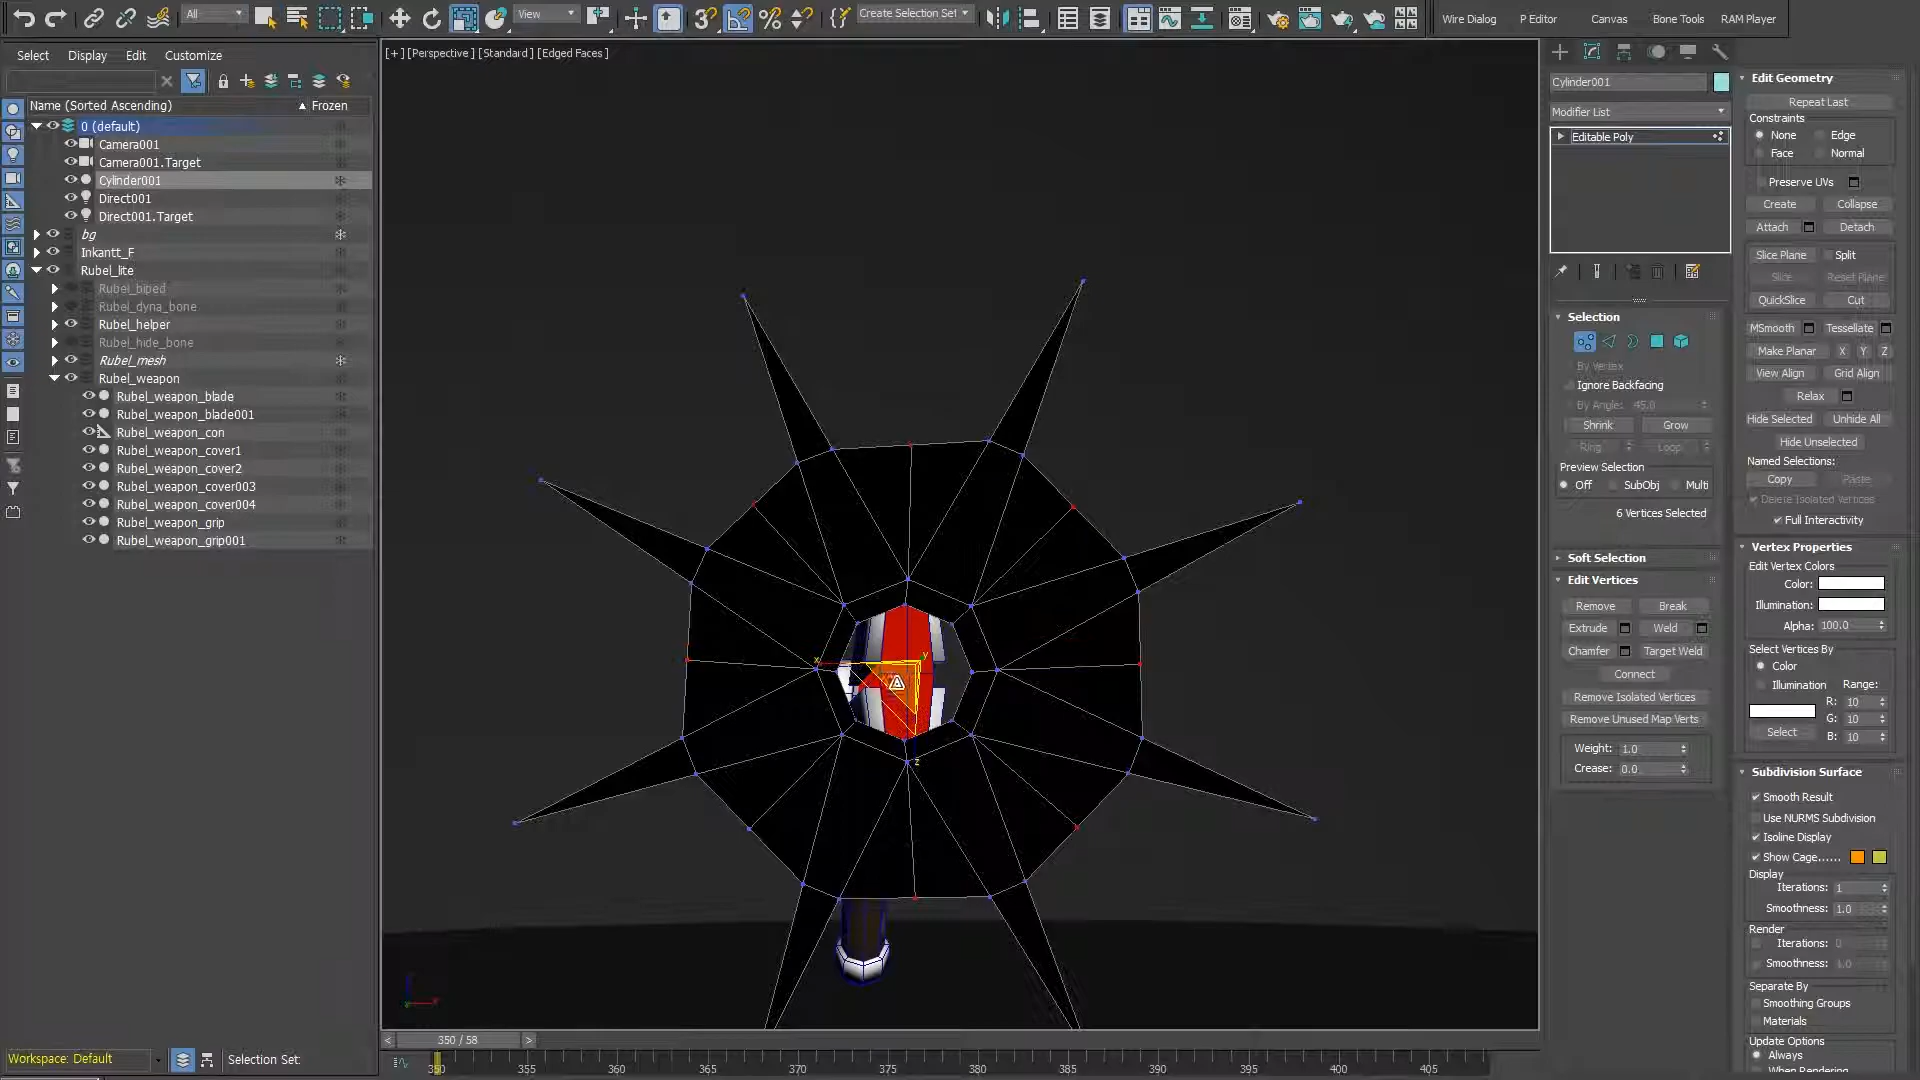 All
View
Create Selection Set
Wire Dialog
P Editor
Canvas
Bone Tools
RAM Player
Select
Display
Edit
Customize
Name (Sorted Ascending)
Frozen
0 (default)
Camera001
Camera001.Target
Cylinder001
Direct001
Direct001.Target
bg
Inkantt_F
Rubel_lite
Rubel_biped
Rubel_dyna_bone
Rubel_helper
Rubel_hide_bone
Rubel_mesh
Rubel_weapon
Rubel_weapon_blade
Rubel_weapon_blade001
Rubel_weapon_con
Rubel_weapon_cover1
Rubel_weapon_cover2
Rubel_weapon_cover003
Rubel_weapon_cover004
Rubel_weapon_grip
Rubel_weapon_grip001
Workspace: Default
Selection Set:
[+] [Perspective] [Standard] [Edged Faces]
x
y
z
350 / 58
350
355
360
365
370
375
380
385
390
395
400
405
Cylinder001
Modifier List
Editable Poly
Selection
By Vertex
Ignore Backfacing
By Angle: 45.0
Shrink
Grow
Ring
Loop
Preview Selection
Off
SubObj
Multi
6 Vertices Selected
Soft Selection
Edit Vertices
Remove
Break
Extrude
Weld
Chamfer
Target Weld
Connect
Remove Isolated Vertices
Remove Unused Map Verts
Weight: 1.0
Crease: 0.0
Edit Geometry
Repeat Last
Constraints
None
Edge
Face
Normal
Preserve UVs
Create
Collapse
Attach
Detach
Slice Plane
Split
Slice
Reset Plane
QuickSlice
Cut
MSmooth
Tessellate
Make Planar
X
Y
Z
View Align
Grid Align
Relax
Hide Selected
Unhide All
Hide Unselected
Named Selections:
Copy
Paste
Delete Isolated Vertices
Full Interactivity
Vertex Properties
Edit Vertex Colors
Color:
Illumination:
Alpha: 100.0
Select Vertices By
Color
Illumination
Range:
R: 10
G: 10
B: 10
Select
Subdivision Surface
Smooth Result
Use NURMS Subdivision
Isoline Display
Show Cage......
Display
Iterations: 1
Smoothness: 1.0
Render
Iterations: 0
Smoothness: 1.0
Separate By
Smoothing Groups
Materials
Update Options
Always
When Rendering